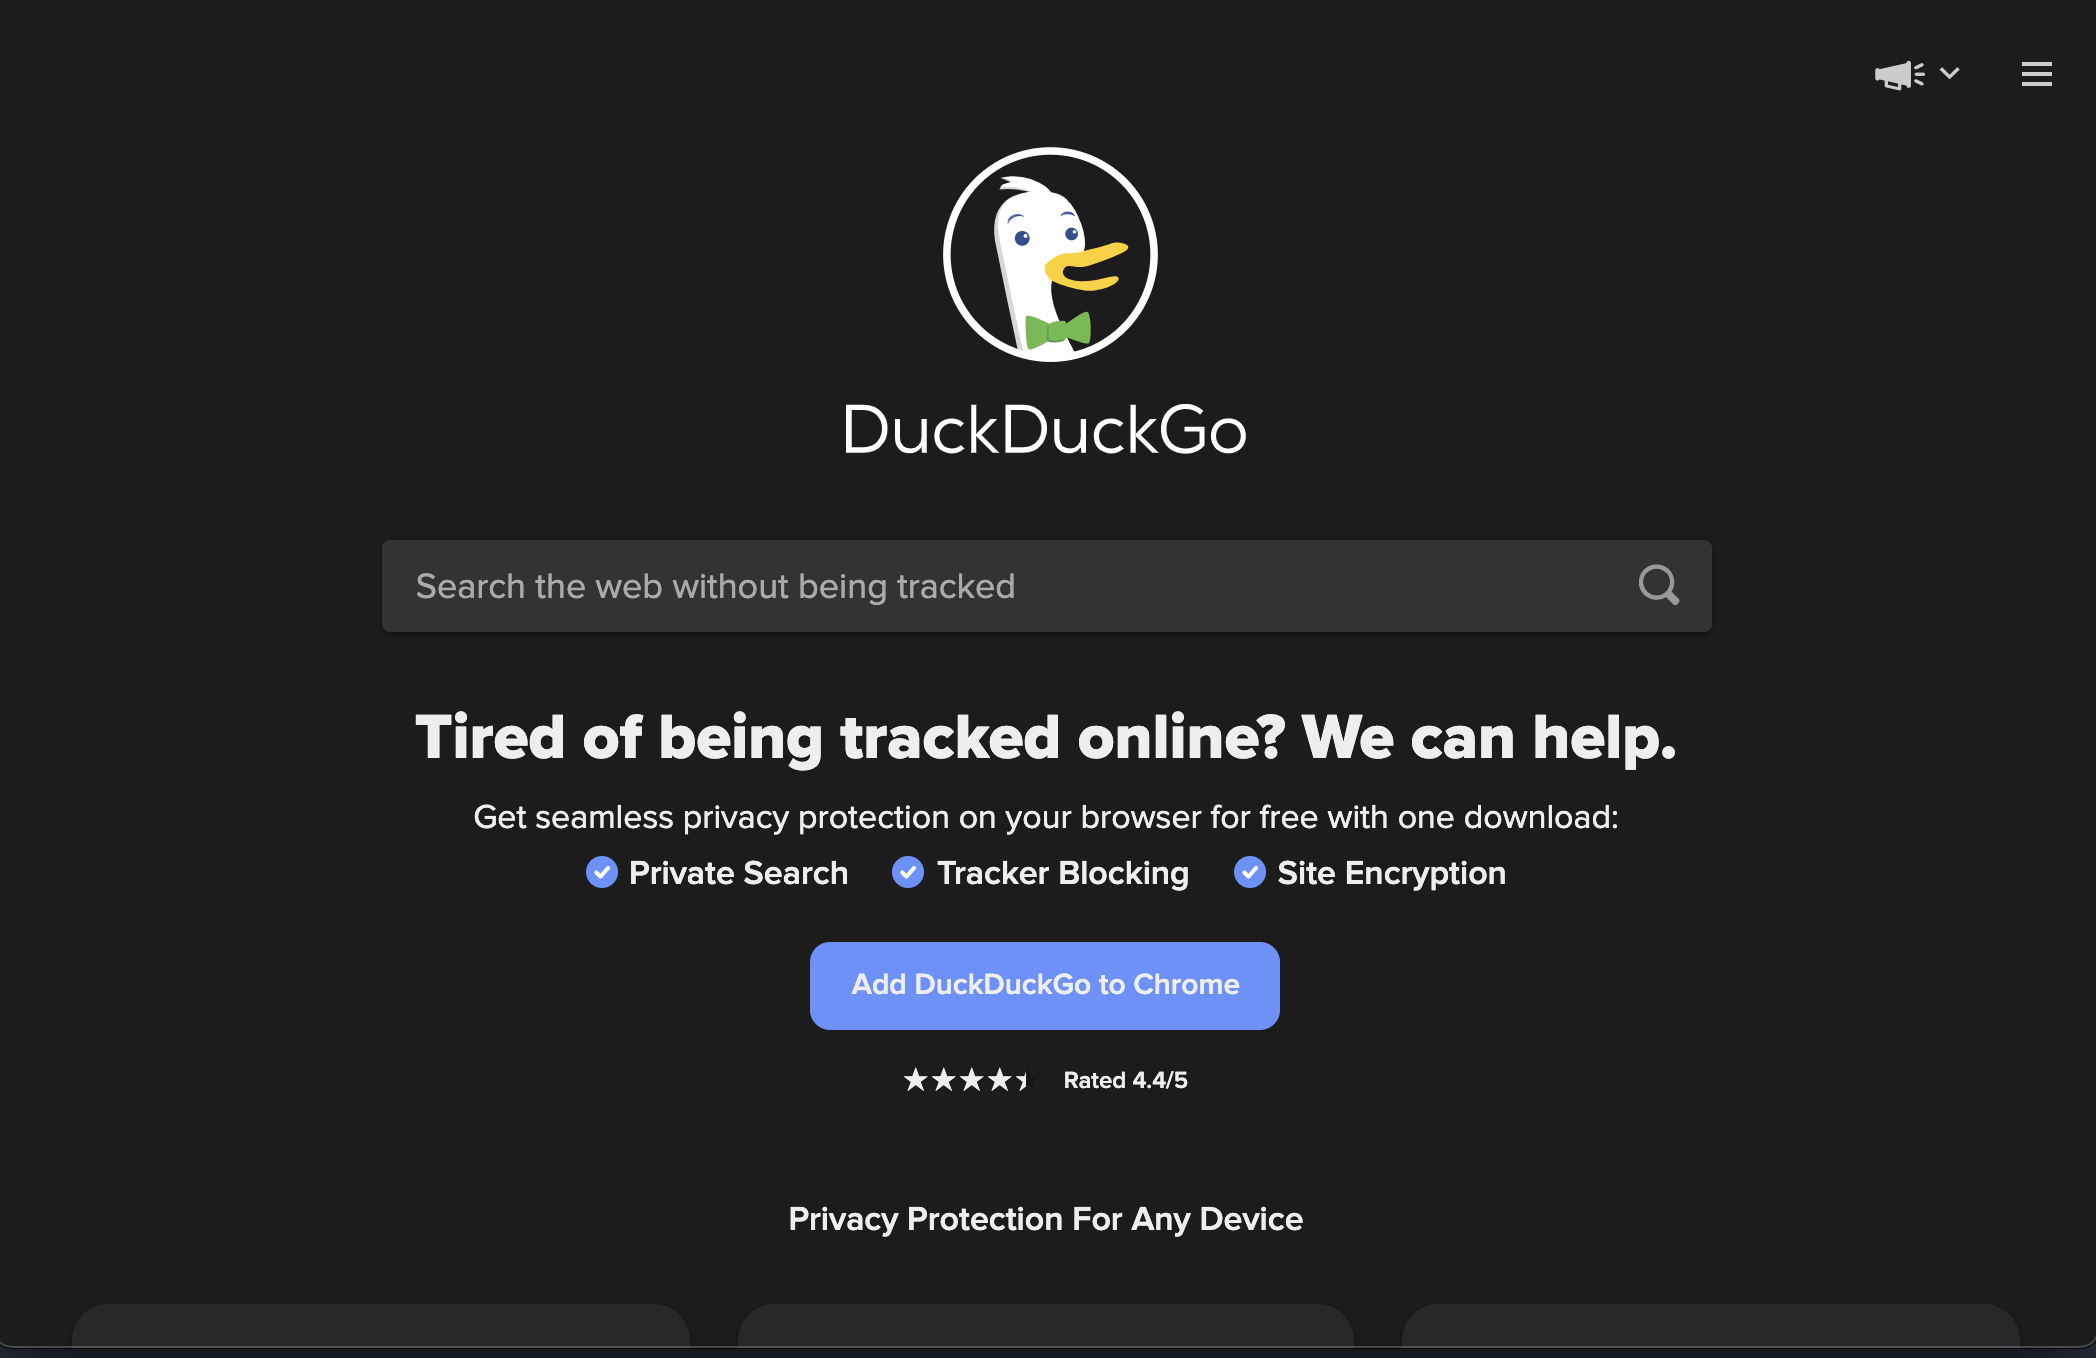 DuckDuckGo
Search the web without being tracked
Tired of being tracked online? We can help.
Get seamless privacy protection on your browser for free with one download:
Private Search Tracker Blocking Site Encryption
Add DuckDuckGo to Chrome
Rated 4.4/5
Privacy Protection For Any Device